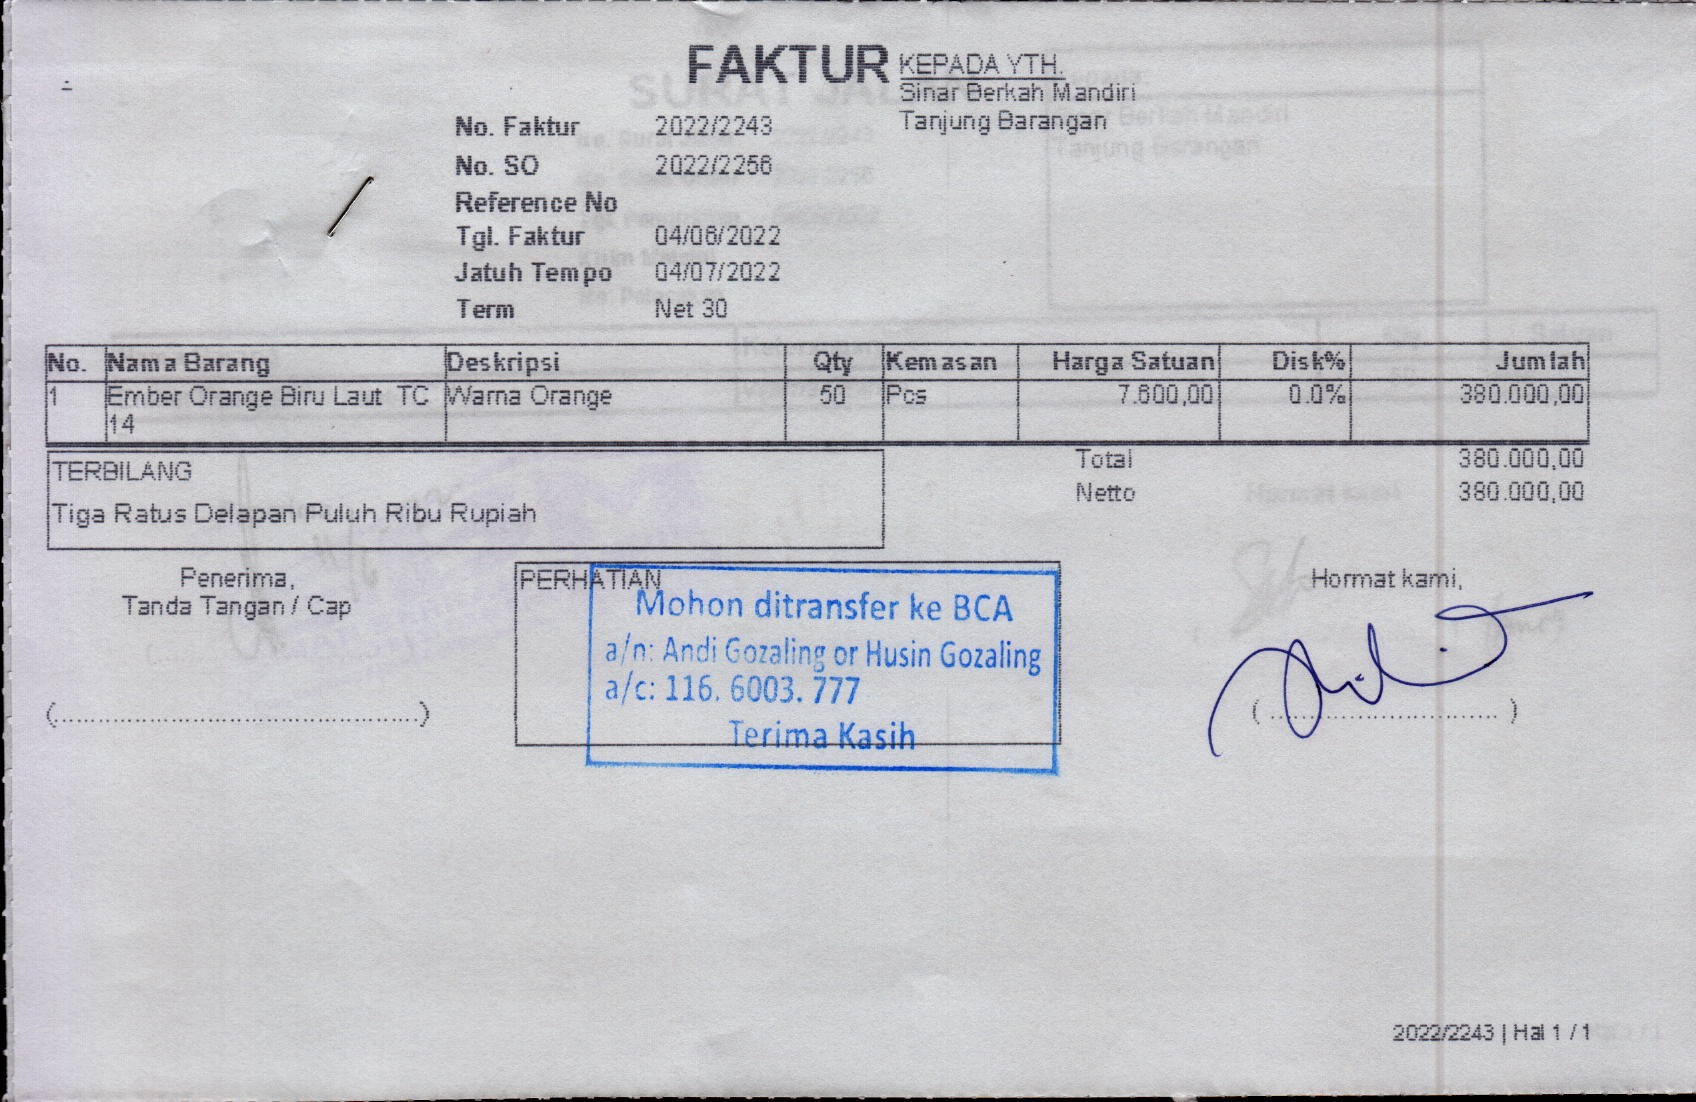 FAKTUR
KEPADA YTH.
Sinar Berkah Mandiri
Tanjung Barangan
No. Faktur 2022/2243
No. SO 2022/2256
Reference No
Tgl. Faktur 04/06/2022
Jatuh Tempo 04/07/2022
Term Net 30
No. Nama Barang Deskripsi Qty Kemasan Harga Satuan Disk% Jumlah
1 Ember Orange Biru Laut TC Warna Orange 50 Pcs 7.600,00 0.0% 380.000,00
14
Total 380.000,00
Netto 380.000,00
TERBILANG
Tiga Ratus Delapan Puluh Ribu Rupiah
Penerima,
Tanda Tangan / Cap
(................................................)
PERHATIAN
Mohon ditransfer ke BCA
a/n: Andi Gozaling or Husin Gozaling
a/c: 116. 6003. 777
Terima Kasih
Hormat kami,
( .............................. )
2022/2243 | Hal 1 / 1